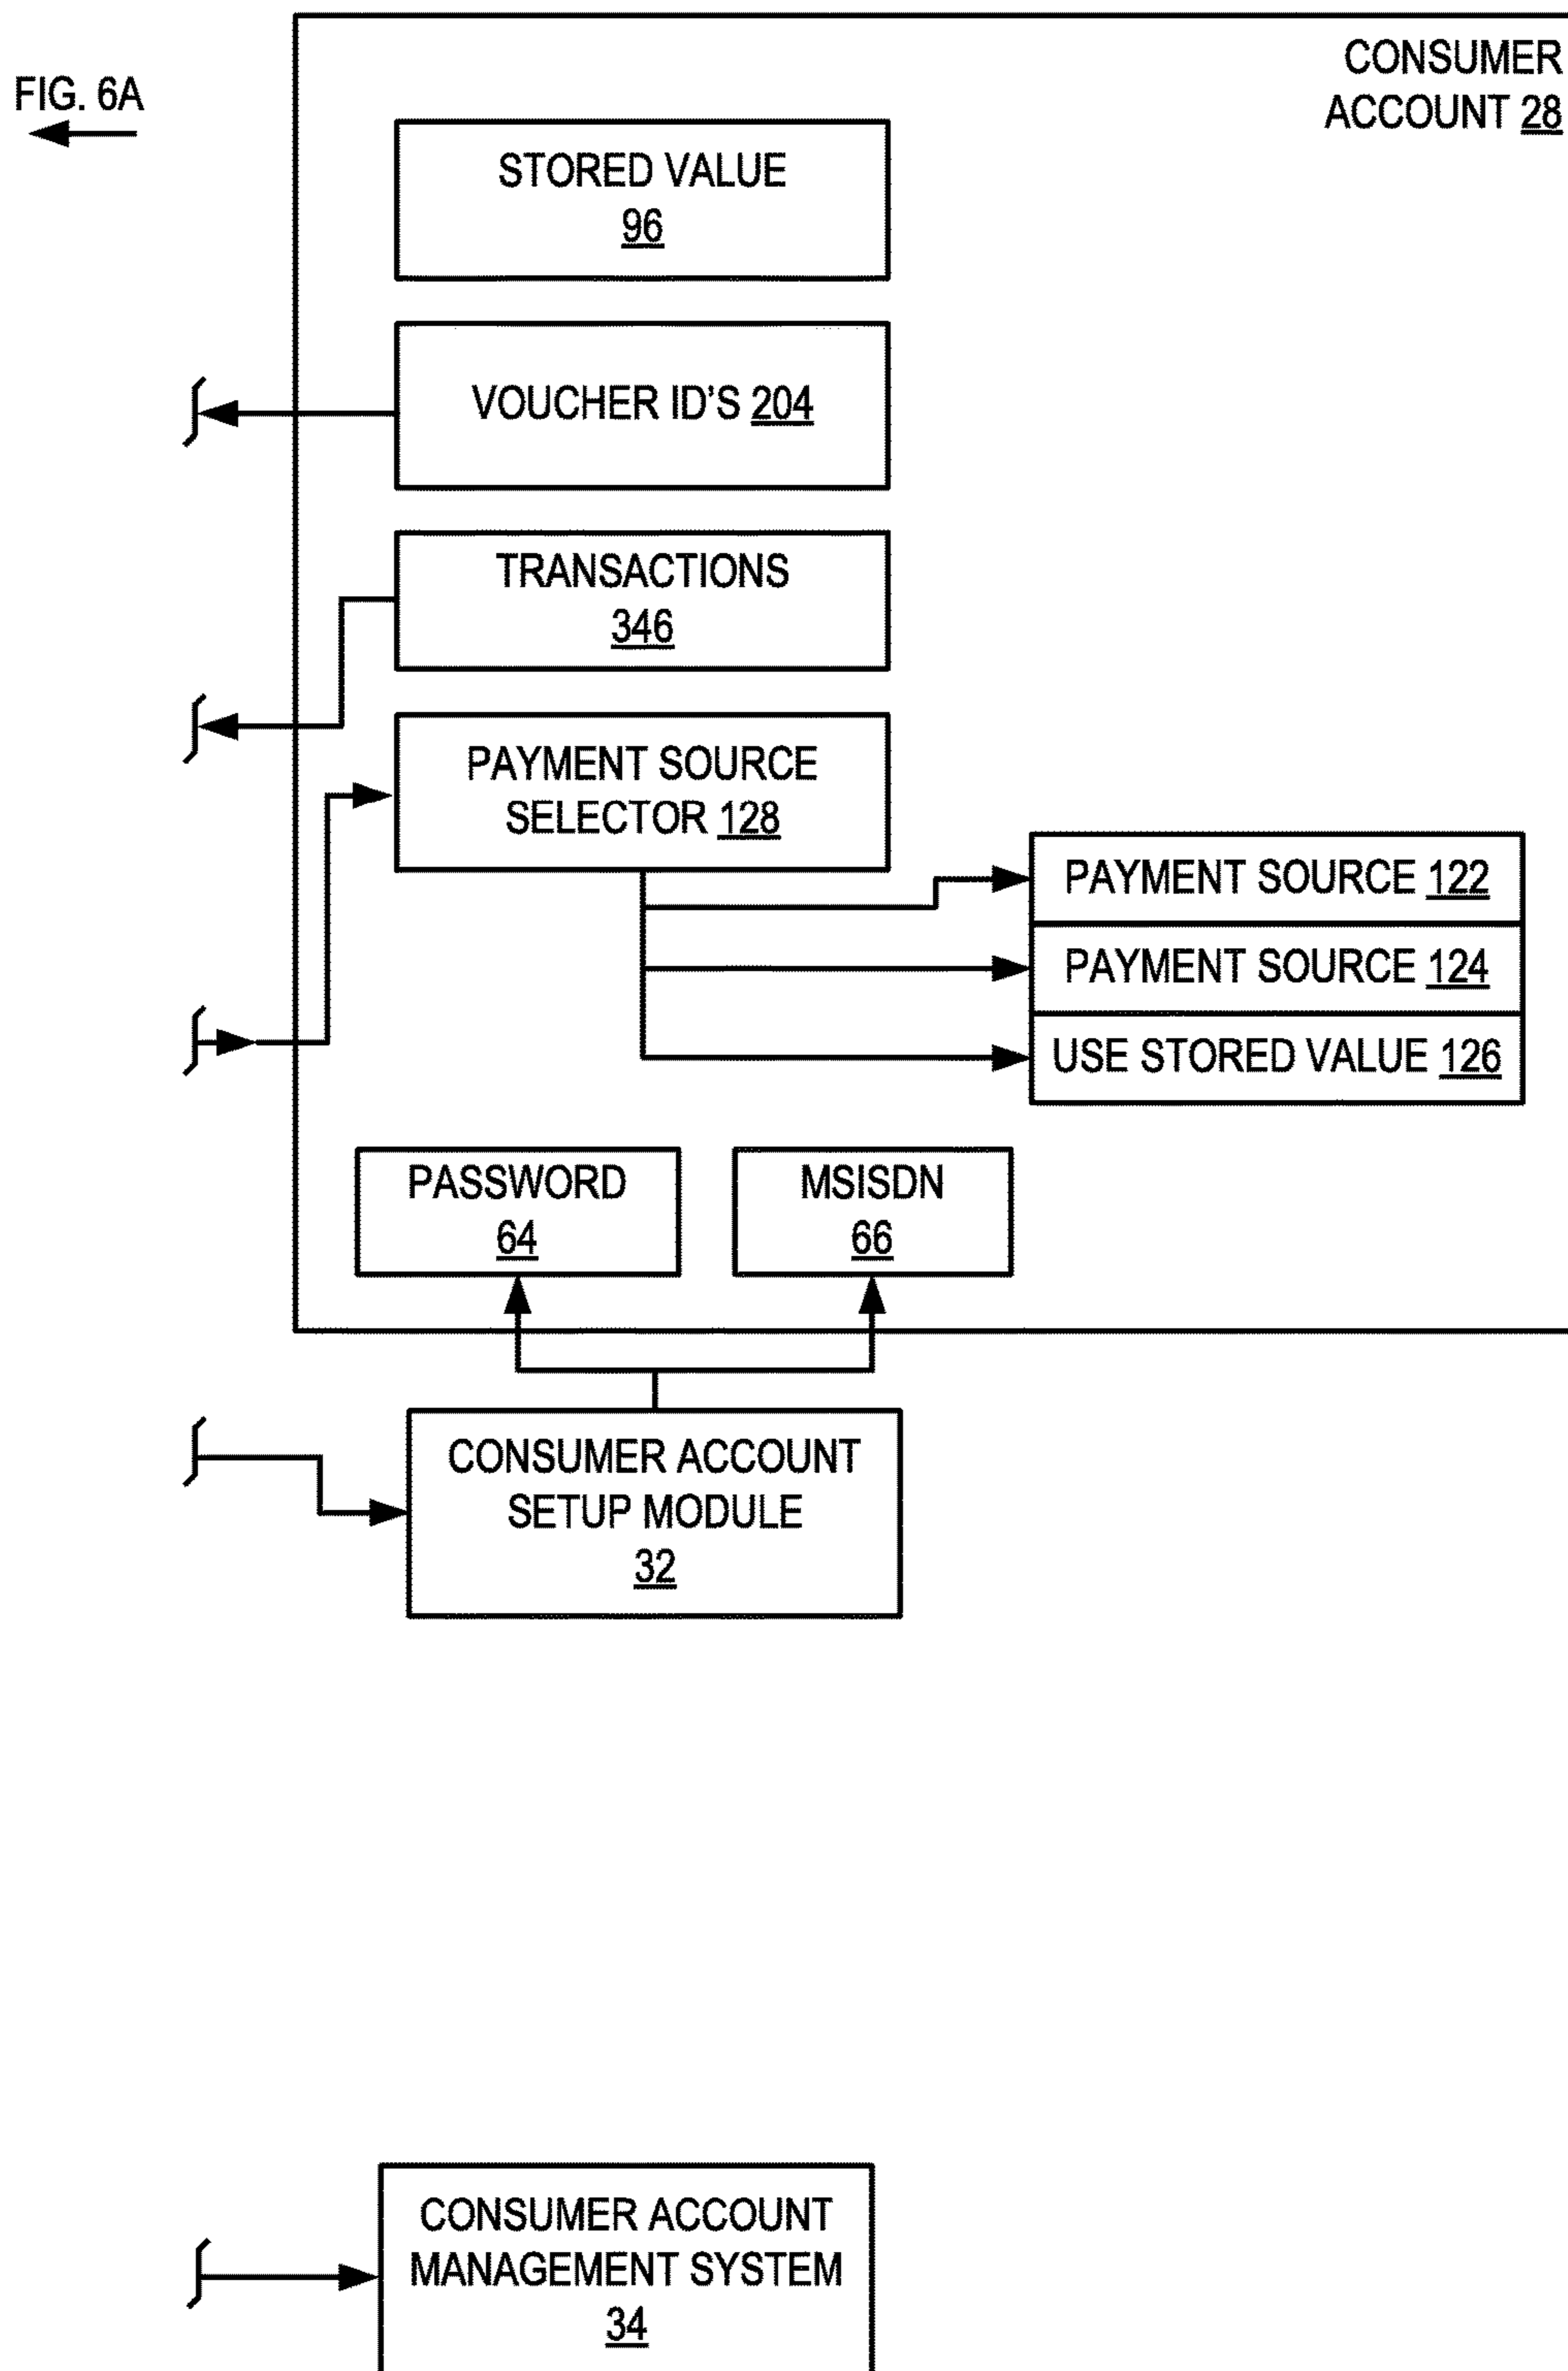 CONSUMER
ACCOUNT 28
FIG. 6A
STORED VALUE
96
VOUCHER ID'S 204
TRANSACTIONS
346
PAYMENT SOURCE
SELECTOR 128
PAYMENT SOURCE 122
PAYMENT SOURCE 124
USE STORED VALUE 126
PASSWORD
64
MSISDN
66
CONSUMER ACCOUNT
SETUP MODULE
32
CONSUMER ACCOUNT
MANAGEMENT SYSTEM
34